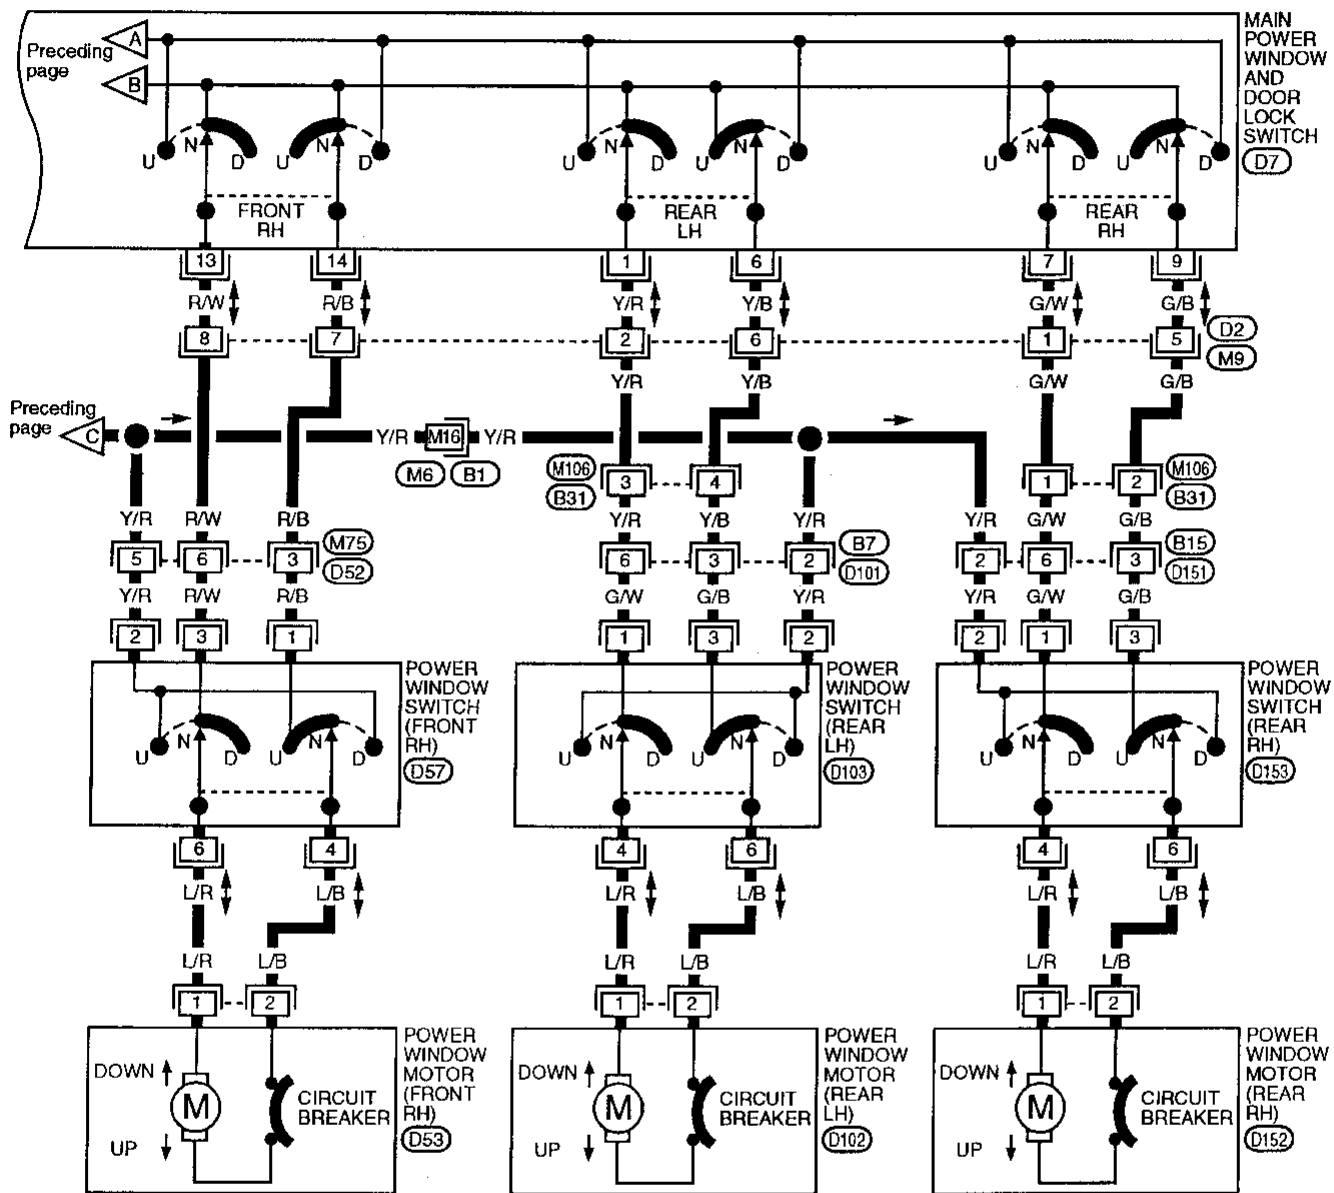 MAIN
POWER
WINDOW
AND
DOOR
LOCK
SWITCH
D7
Preceding
page
A
B
U N D U N D U N D U N D U N D U N D
FRONT
RH
REAR
LH
REAR
RH
13 14 1 6 7 9
R/W R/B Y/R Y/B G/W G/B
8 7 2 6 1 5
D2
M9
Y/R Y/B G/W G/B
Preceding
page
C
Y/R M16 Y/R
M6 B1
M106
B31
3 4
1 2
M106
B31
Y/R R/W R/B Y/R Y/B Y/R Y/R G/W G/B
5 6 3
M75
D52
6 3 2
B7
D101
2 6 3
B15
D151
Y/R R/W R/B G/W G/B Y/R Y/R G/W G/B
2 3 1 1 3 2 2 1 3
POWER
WINDOW
SWITCH
(FRONT
RH)
D57
POWER
WINDOW
SWITCH
(REAR
LH)
D103
POWER
WINDOW
SWITCH
(REAR
RH)
D153
U N D U N D U N D U N D U N D U N D
6 4 4 6 4 6
L/R L/B L/R L/B L/R L/B
L/R L/B L/R L/B L/R L/B
1 2 1 2 1 2
DOWN
UP
M
CIRCUIT
BREAKER
POWER
WINDOW
MOTOR
(FRONT
RH)
D53
DOWN
UP
M
CIRCUIT
BREAKER
POWER
WINDOW
MOTOR
(REAR
LH)
D102
DOWN
UP
M
CIRCUIT
BREAKER
POWER
WINDOW
MOTOR
(REAR
RH)
D152